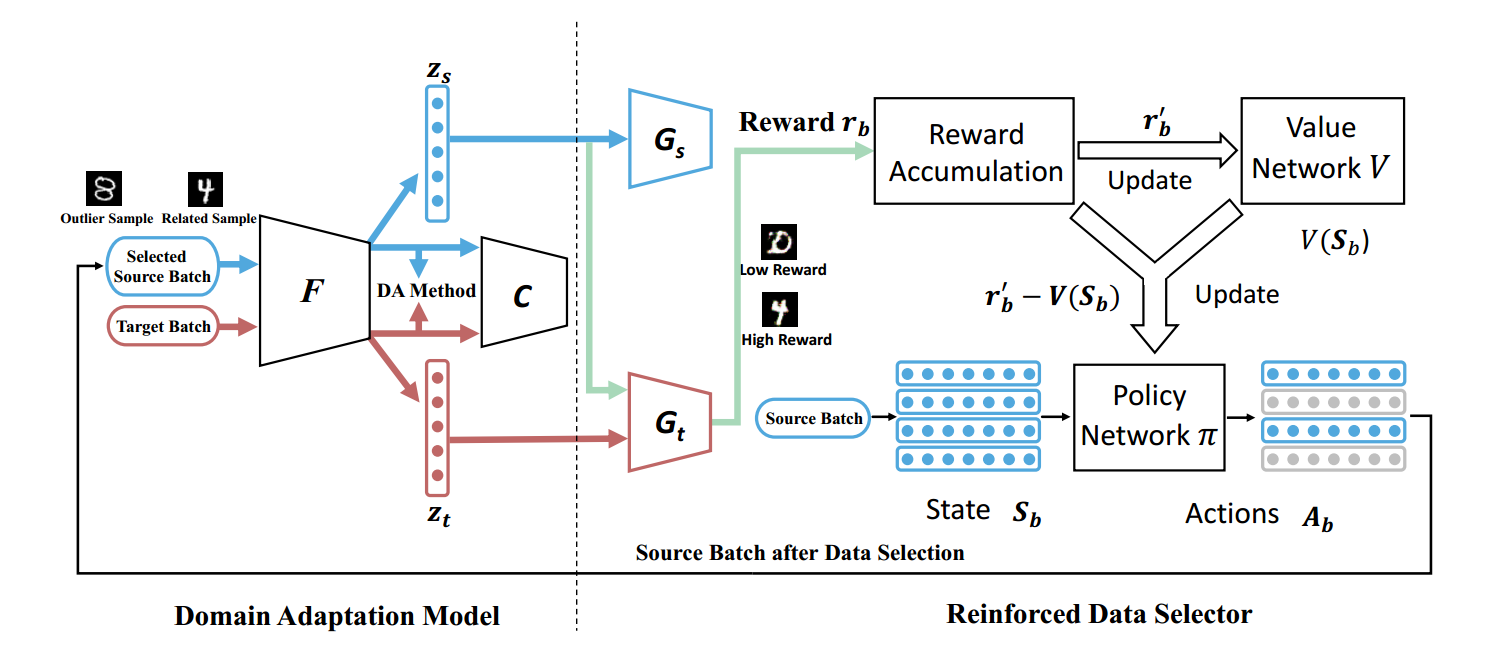 z_s
Outlier Sample
Related Sample
Selected
Source Batch
Target Batch
F
DA Method
C
z_t
G_s
G_t
Reward r_b
Low Reward
High Reward
Reward
Accumulation
r'_b
Update
Value
Network V
V(S_b)
r'_b − V(S_b)
Update
Source Batch
Policy
Network π
State S_b
Actions A_b
Source Batch after Data Selection
Domain Adaptation Model
Reinforced Data Selector